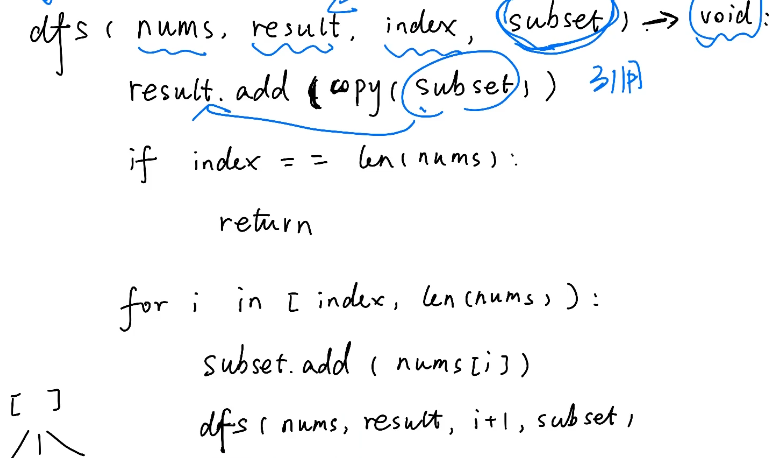 dfs ( nums, result, index, subset ) → void :
result. add ( copy ( subset ) ) 引用
if index = = len ( nums ) :
return
for i in [ index, len ( nums ) ) :
subset. add ( nums [ i ] )
dfs ( nums, result, i+1, subset )
[ ]